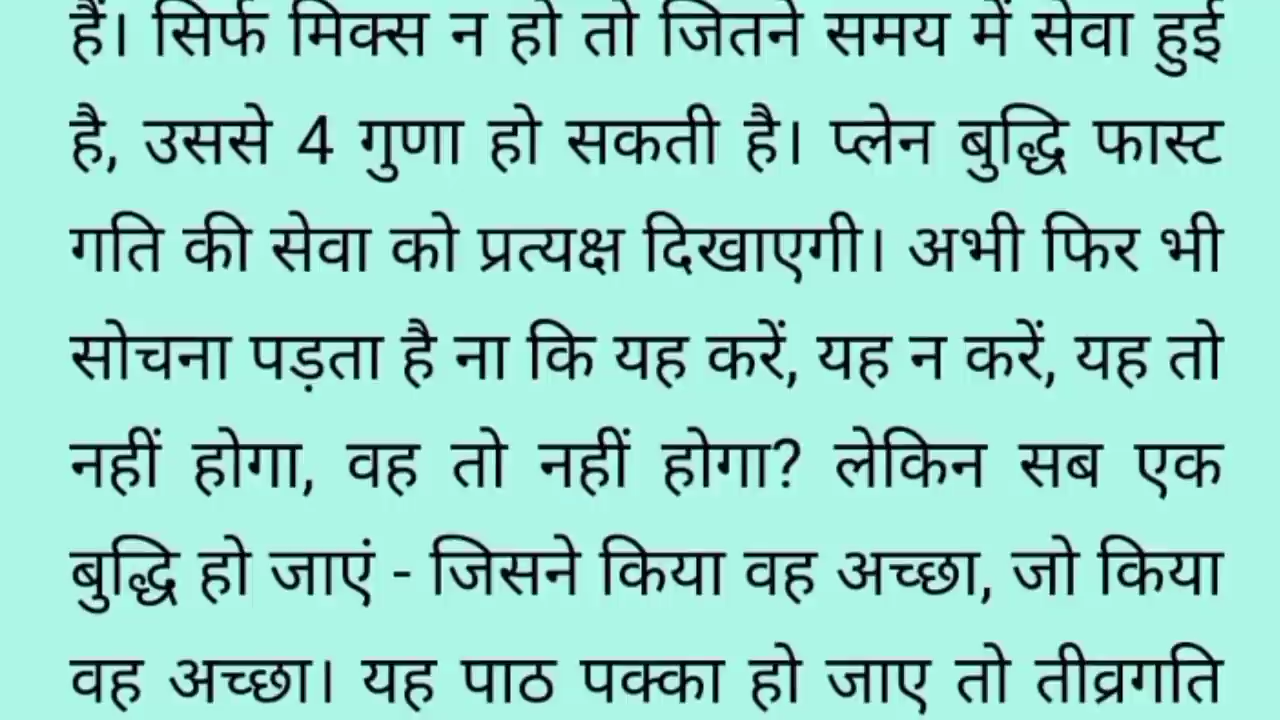 हैं। सिर्फ मिक्स न हो तो जितने समय में सेवा हुई
है, उससे 4 गुणा हो सकती है। प्लेन बुद्धि फास्ट
गति की सेवा को प्रत्यक्ष दिखाएगी। अभी फिर भी
सोचना पड़ता है ना कि यह करें, यह न करें, यह तो
नहीं होगा, वह तो नहीं होगा? लेकिन सब एक
बुद्धि हो जाएं - जिसने किया वह अच्छा, जो किया
वह अच्छा। यह पाठ पक्का हो जाए तो तीव्रगति